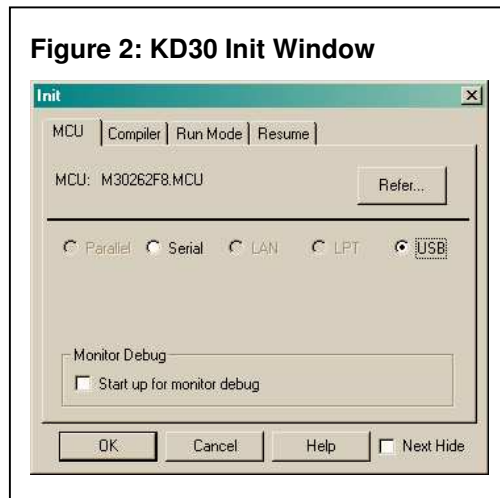 Figure 2: KD30 Init Window
Init
MCU Compiler Run Mode Resume
MCU: M30262F8.MCU Refer...
Parallel Serial LAN LPT USB
Monitor Debug
Start up for monitor debug
OK Cancel Help Next Hide